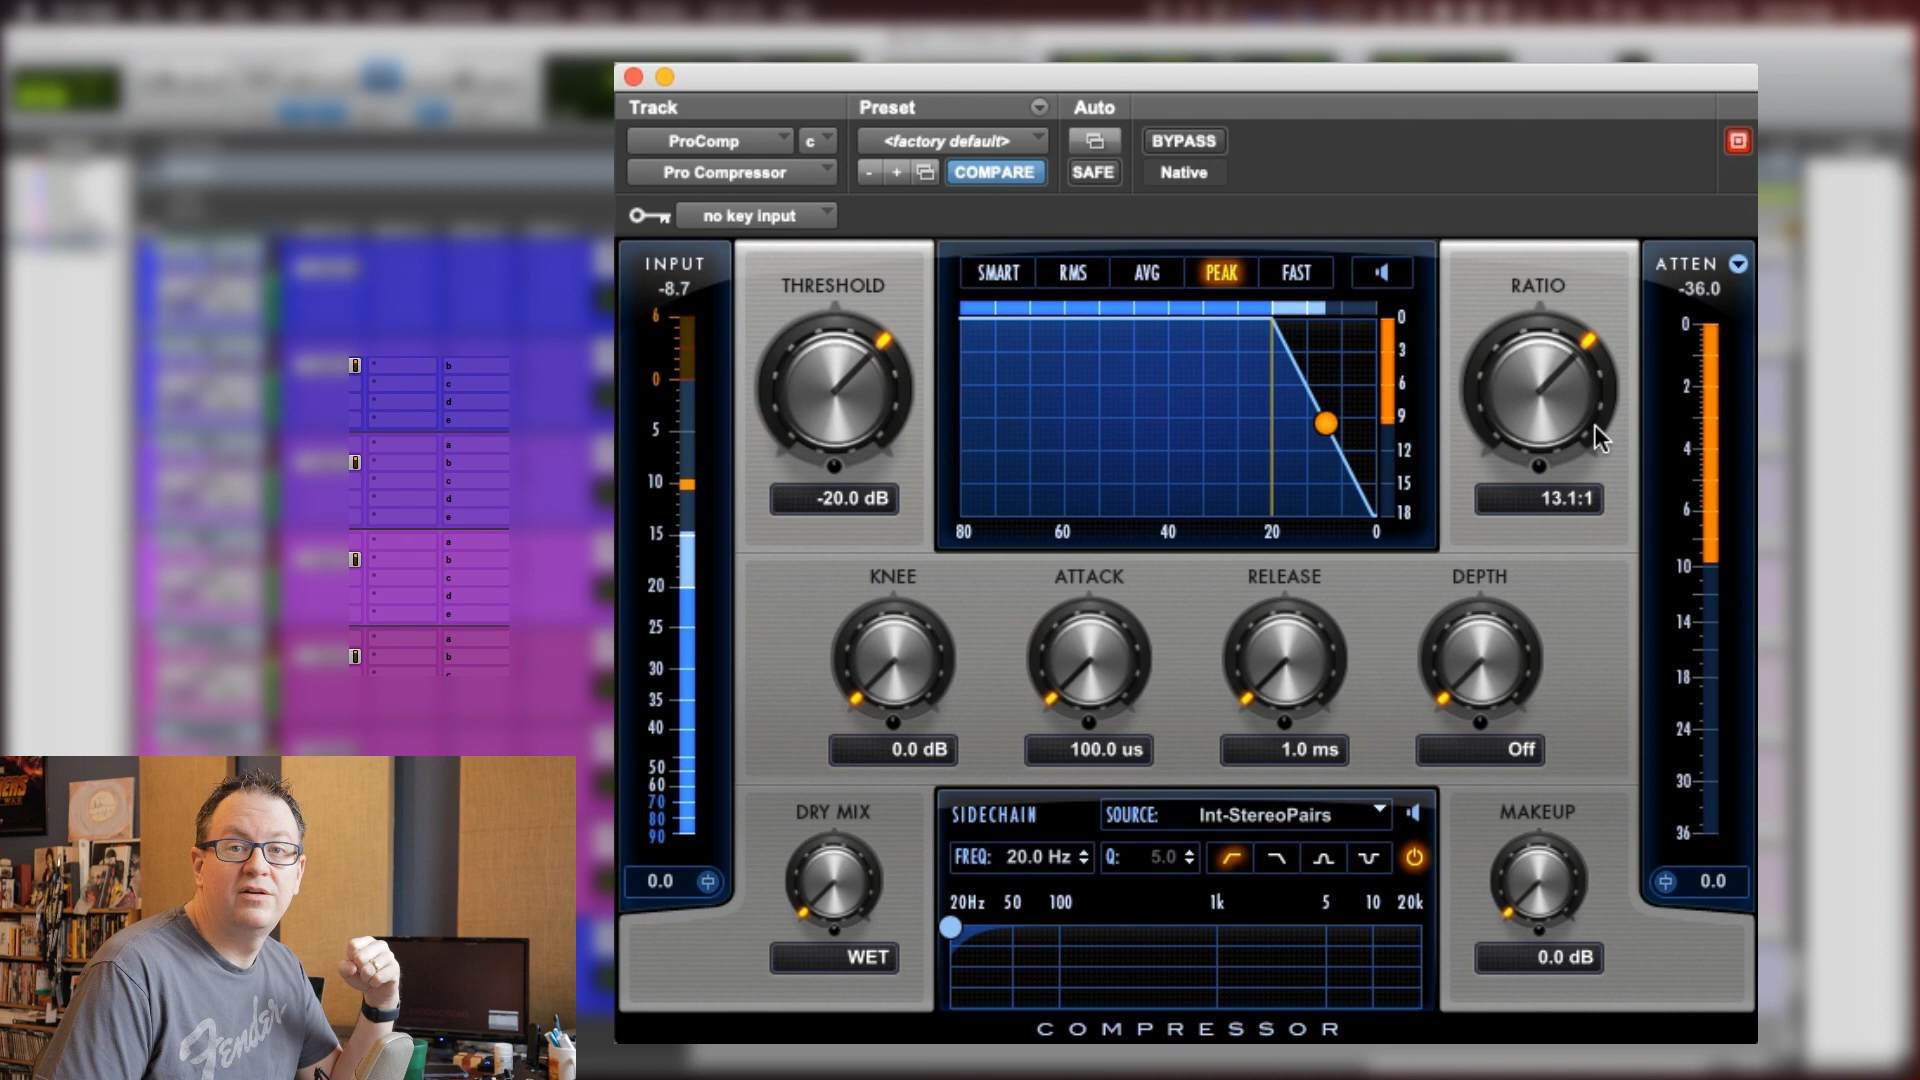 Track
Preset
Auto
ProComp
c
<factory default>
BYPASS
Pro Compressor
-
+
COMPARE
SAFE
Native
no key input
INPUT
-8.7
6
0
5
10
15
20
25
30
35
40
50
60
70
80
90
0.0
THRESHOLD
-20.0 dB
SMART
RMS
AVG
PEAK
FAST
0
3
6
9
12
15
18
80
60
40
20
0
RATIO
13.1:1
ATTEN
-36.0
0
2
4
6
10
14
18
24
30
36
0.0
KNEE
ATTACK
RELEASE
DEPTH
0.0 dB
100.0 us
1.0 ms
Off
DRY MIX
WET
SIDECHAIN
SOURCE:
Int-StereoPairs
FREQ:
20.0 Hz
Q:
5.0
20Hz
50
100
1k
5
10
20k
MAKEUP
0.0 dB
COMPRESSOR
b
c
d
e
a
b
c
d
e
a
b
c
d
e
a
b
Fender